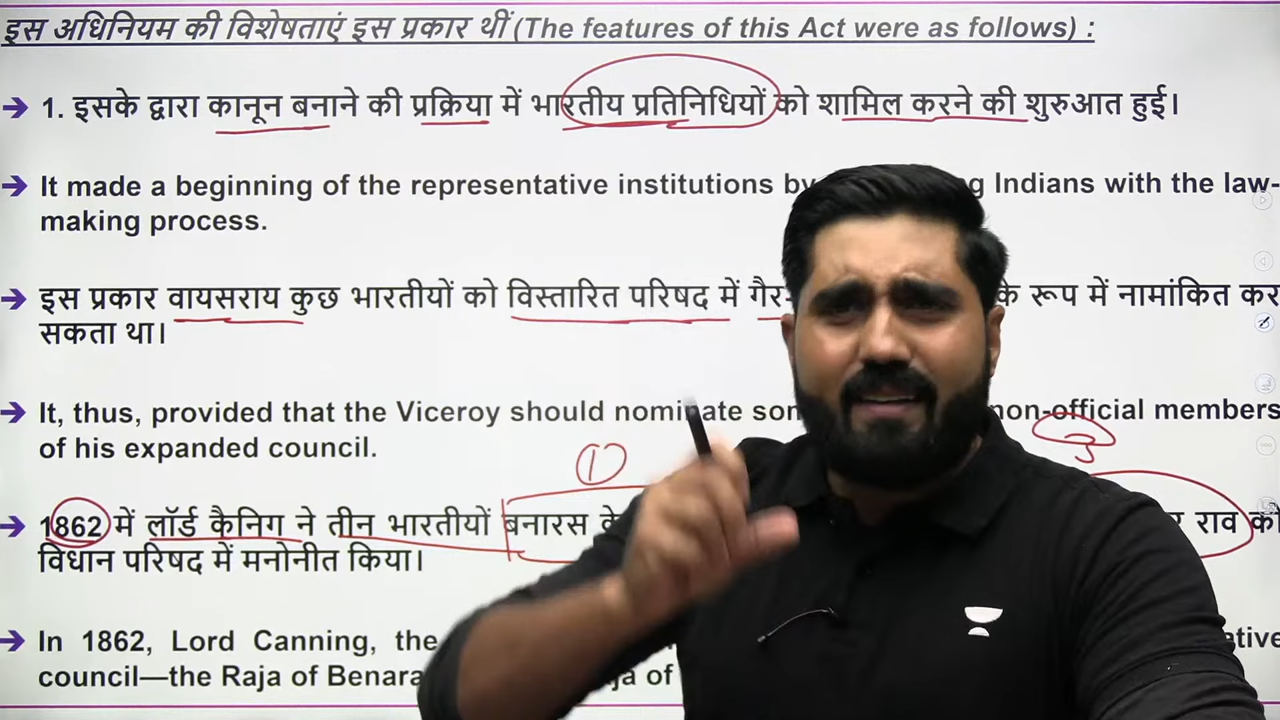 इस अधिनियम की विशेषताएं इस प्रकार थीं (The features of this Act were as follows) :
→ 1. इसके द्वारा कानून बनाने की प्रक्रिया में भारतीय प्रतिनिधियों को शामिल करने की शुरुआत हुई।
→ It made a beginning of the representative institutions by Indians with the law-
making process.
→ इस प्रकार वायसराय कुछ भारतीयों को विस्तारित परिषद में गैर- के रूप में नामांकित कर
सकता था।
→ It, thus, provided that the Viceroy should nominate non-official members
of his expanded council.
① 3
→ 1862 में लॉर्ड कैनिग ने तीन भारतीयों बनारस के राव को
विधान परिषद में मनोनीत किया।
→ In 1862, Lord Canning, the
council—the Raja of of